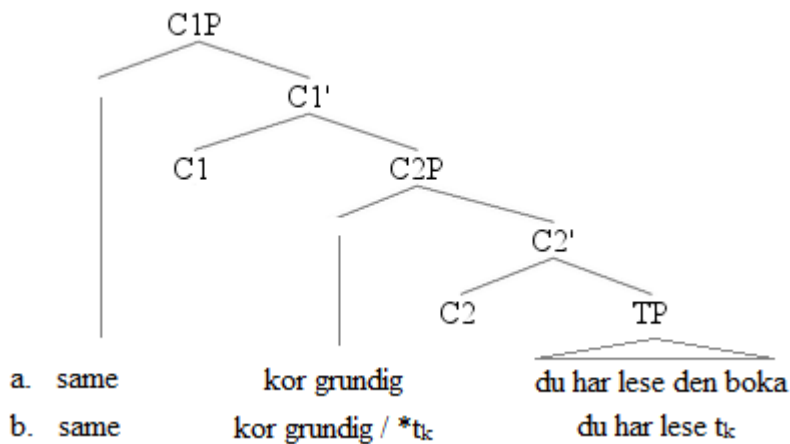 C1P
C1'
C1 C2P
C2'
C2 TP
a. same kor grundig du har lese den boka
b. same kor grundig / *tk du har lese tk